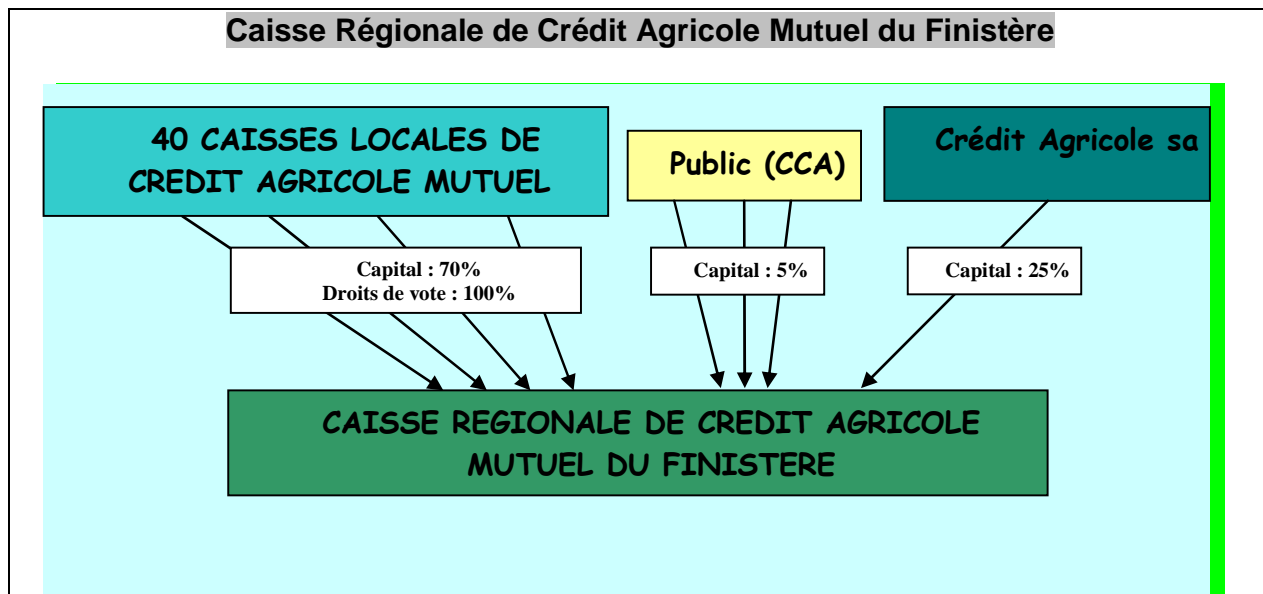 Caisse Régionale de Crédit Agricole Mutuel du Finistère
40 CAISSES LOCALES DE
CREDIT AGRICOLE MUTUEL
Public (CCA)
Crédit Agricole sa
Capital : 70%
Droits de vote : 100%
Capital : 5%
Capital : 25%
CAISSE REGIONALE DE CREDIT AGRICOLE
MUTUEL DU FINISTERE